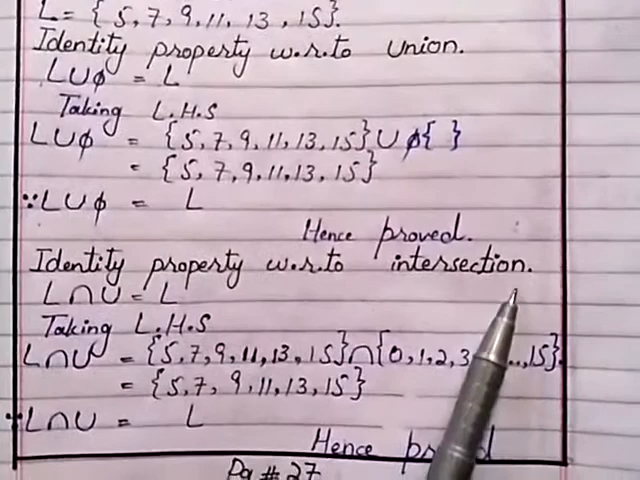 L = { 5, 7, 9, 11, 13, 15}.
Identity property w.r.to Union.
L∪ϕ = L
Taking L.H.S
L∪ϕ = {5, 7, 9, 11, 13, 15}∪ϕ{ }
= {5, 7, 9, 11, 13, 15}
∵L∪ϕ = L
Hence proved.
Identity property w.r.to intersection.
L∩U = L
Taking L.H.S
L∩U = {5, 7, 9, 11, 13, 15}∩{0, 1, 2, 3 ..., 15}.
= {5, 7, 9, 11, 13, 15}
∵L∩U = L
Hence
Pg # 27